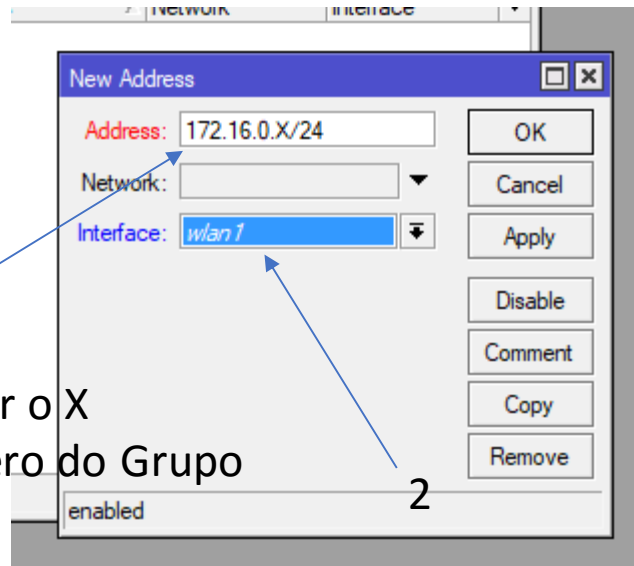 Network Interface
New Address
Address: 172.16.0.X/24 OK
Network: Cancel
Interface: wlan1 Apply
Disable
Comment
r o X Copy
ero do Grupo Remove
2
enabled